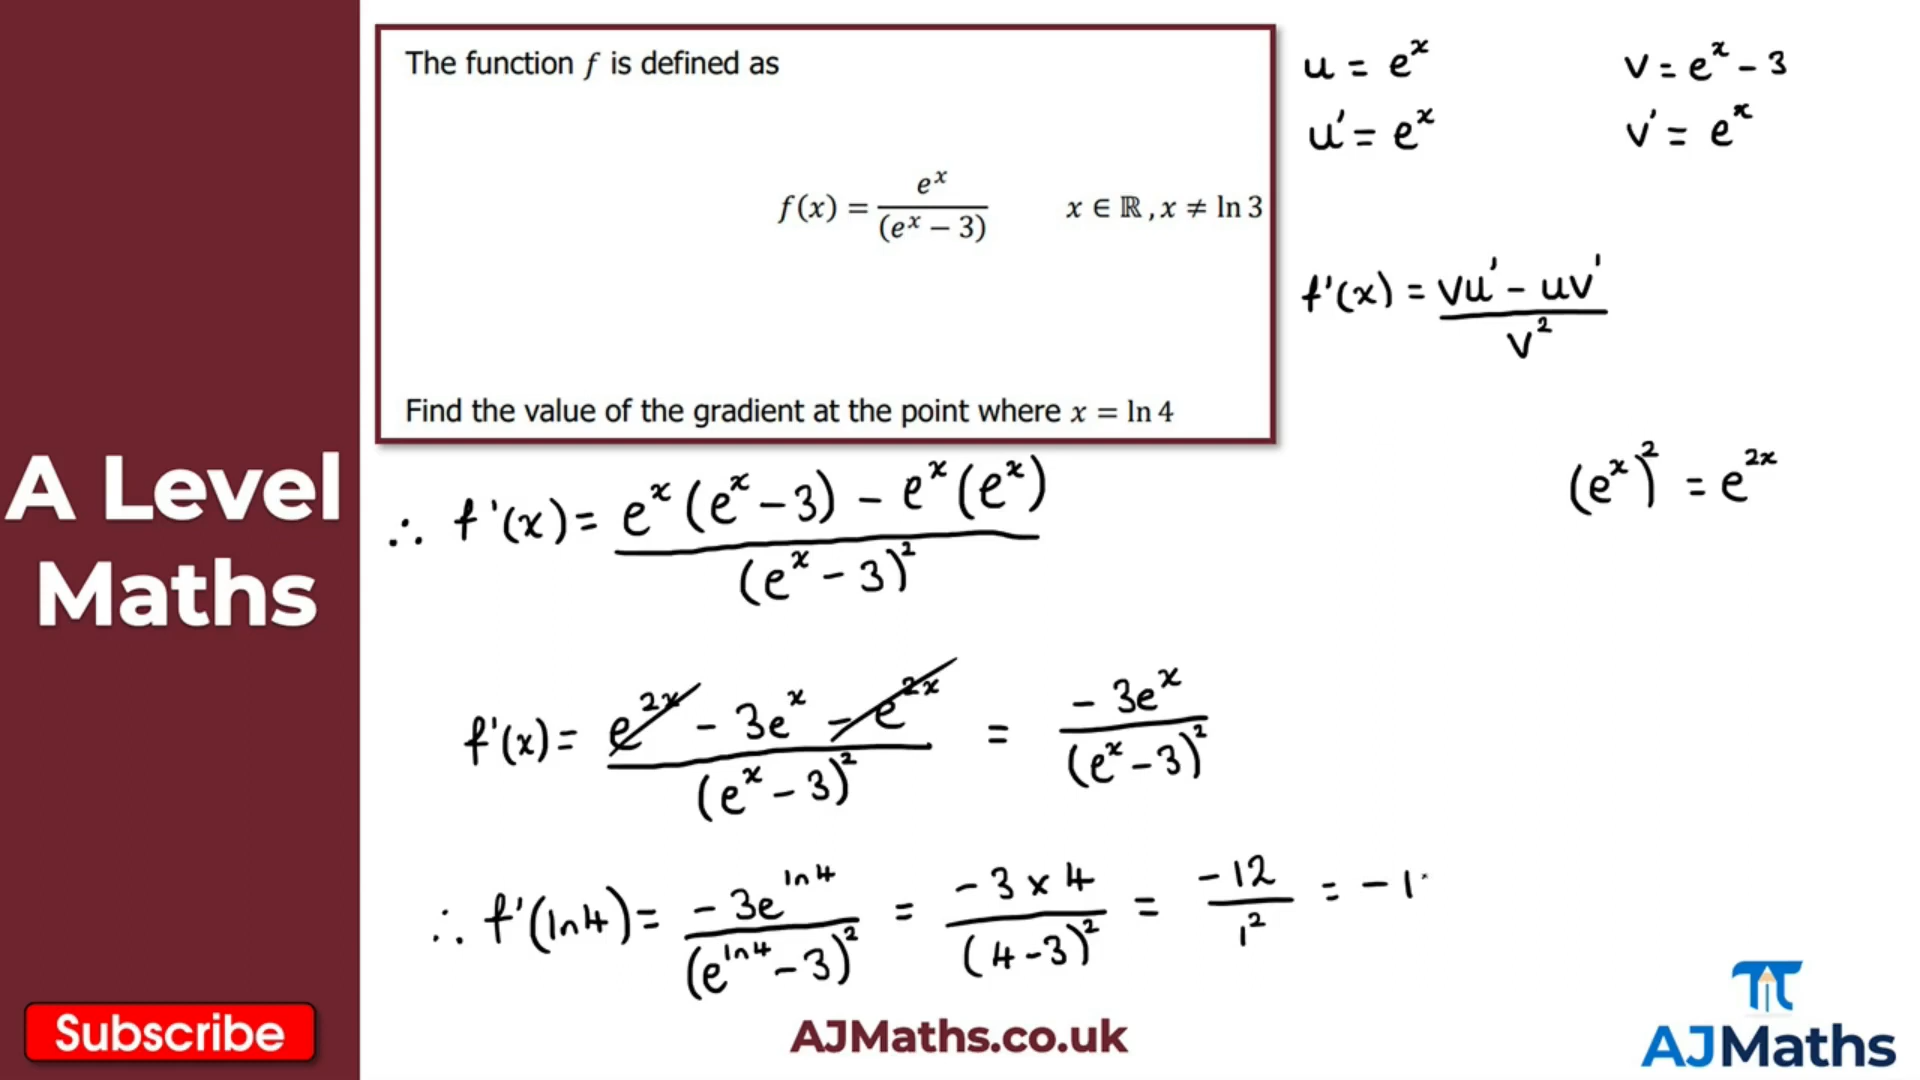 A Level
Maths
Subscribe
The function f is defined as
f(x) = e^x / (e^x − 3)    x ∈ ℝ, x ≠ ln 3
Find the value of the gradient at the point where x = ln 4
u = e^x    v = e^x - 3
u' = e^x    v' = e^x
f'(x) = (vu' - uv') / v^2
(e^x)^2 = e^2x
∴ f'(x) = (e^x(e^x - 3) - e^x(e^x)) / (e^x - 3)^2
f'(x) = (e^2x - 3e^x - e^2x) / (e^x - 3)^2 = -3e^x / (e^x - 3)^2
∴ f'(ln4) = -3e^ln4 / (e^ln4 - 3)^2 = (-3 × 4) / (4 - 3)^2 = -12 / 1^2 = -1
AJMaths.co.uk
AJMaths